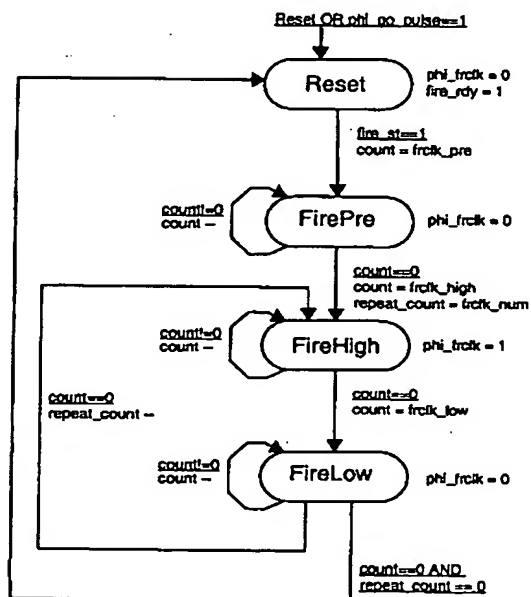 Reset OR phi_go_pulse==1
Reset
phi_frclk = 0
fire_rdy = 1
fire_st==1
count = frclk_pre
count!=0
count --
FirePre
phi_frclk = 0
count==0
count = frclk_high
repeat_count = frclk_num
count!=0
count --
FireHigh
phi_frclk = 1
count==0
repeat_count --
count==0
count = frclk_low
count!=0
count --
FireLow
phi_frclk = 0
count==0 AND
repeat_count == 0